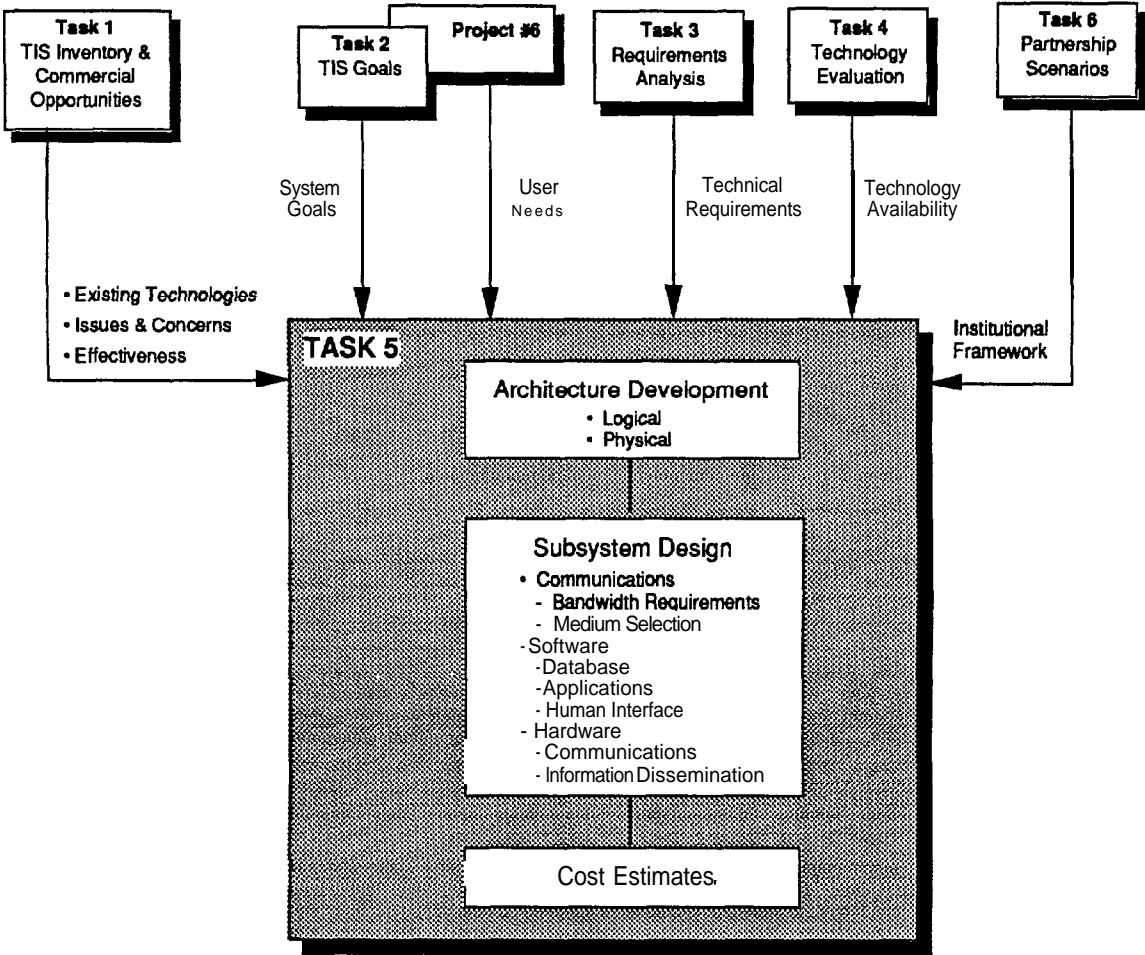 Task 1
TIS Inventory &
Commercial
Opportunities
Task 2
TIS Goals
Project #6
Task 3
Requirements
Analysis
Task 4
Technology
Evaluation
Task 6
Partnership
Scenarios
System
Goals
User
Needs
Technical
Requirements
Technology
Availability
• Existing Technologies
• Issues & Concerns
• Effectiveness
Institutional
Framework
TASK 5
Architecture Development
• Logical
• Physical
Subsystem Design
• Communications
- Bandwidth Requirements
- Medium Selection
- Software
- Database
- Applications
- Human Interface
- Hardware
- Communications
- Information Dissemination
Cost Estimates.